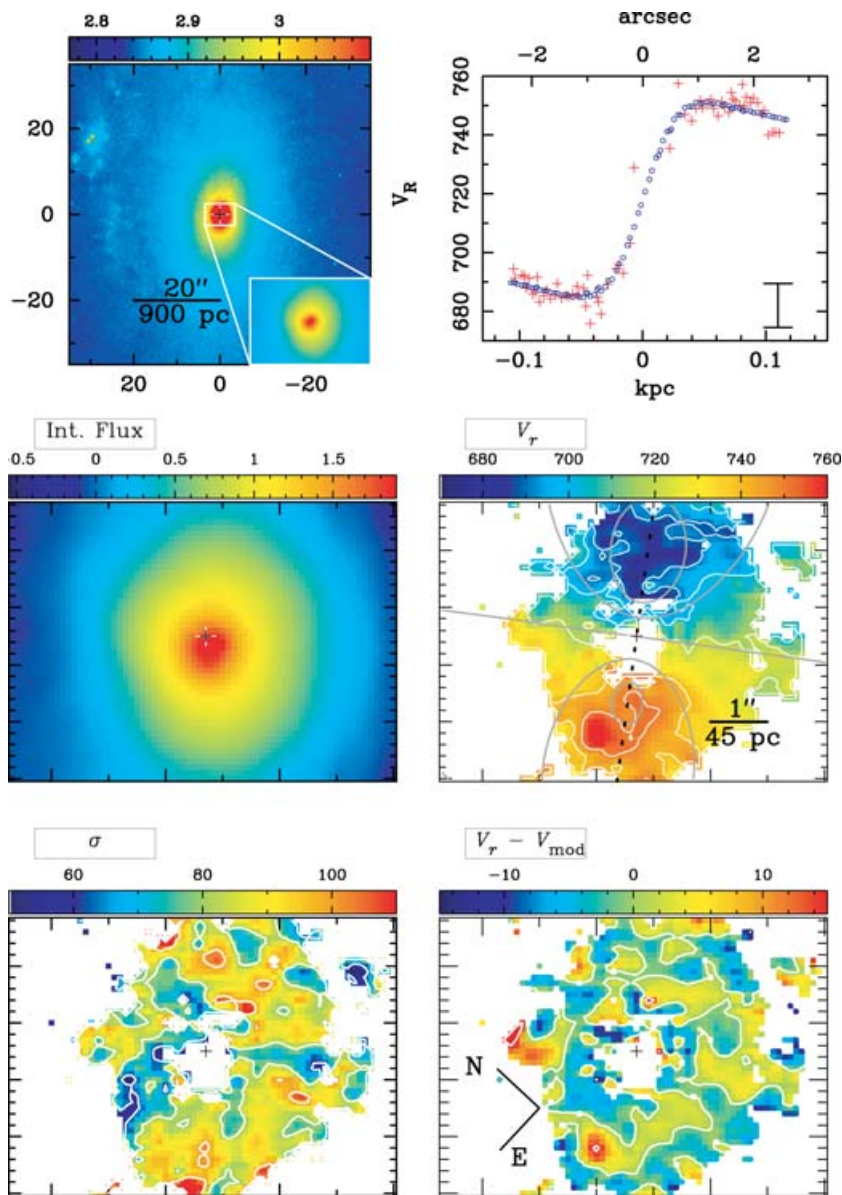 2.8 2.9 3
arcsec
−2 0 2
20
0
−20
20″
900 pc
20 0 −20
V_R
760
740
720
700
680
−0.1 0 0.1
kpc
Int. Flux
-0.5 0 0.5 1 1.5
V_r
680 700 720 740 760
1″
45 pc
σ
60 80 100
V_r − V_mod
−10 0 10
N
E